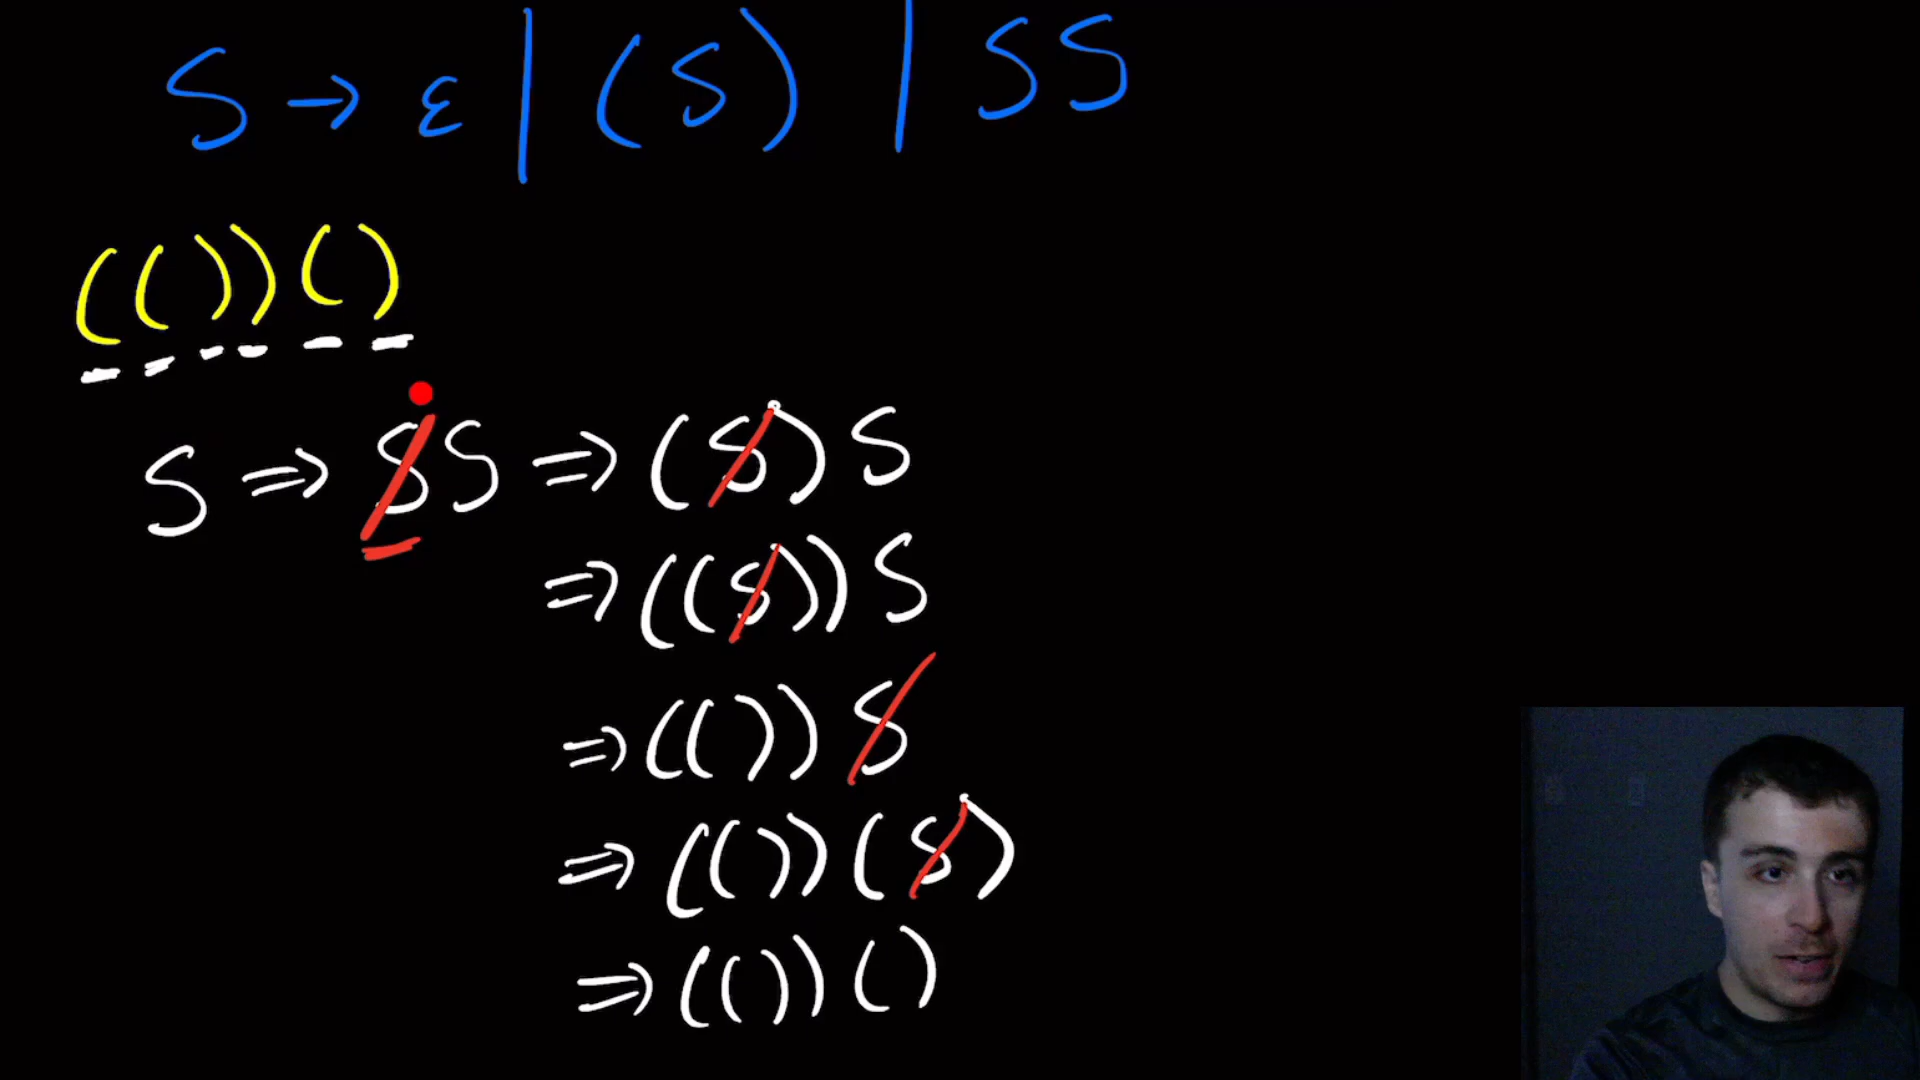 S → ε | (S) | SS
(())()
S ⇒ SS ⇒ (S)S
⇒ ((S))S
⇒ (())S
⇒ (())(S)
⇒ (())()